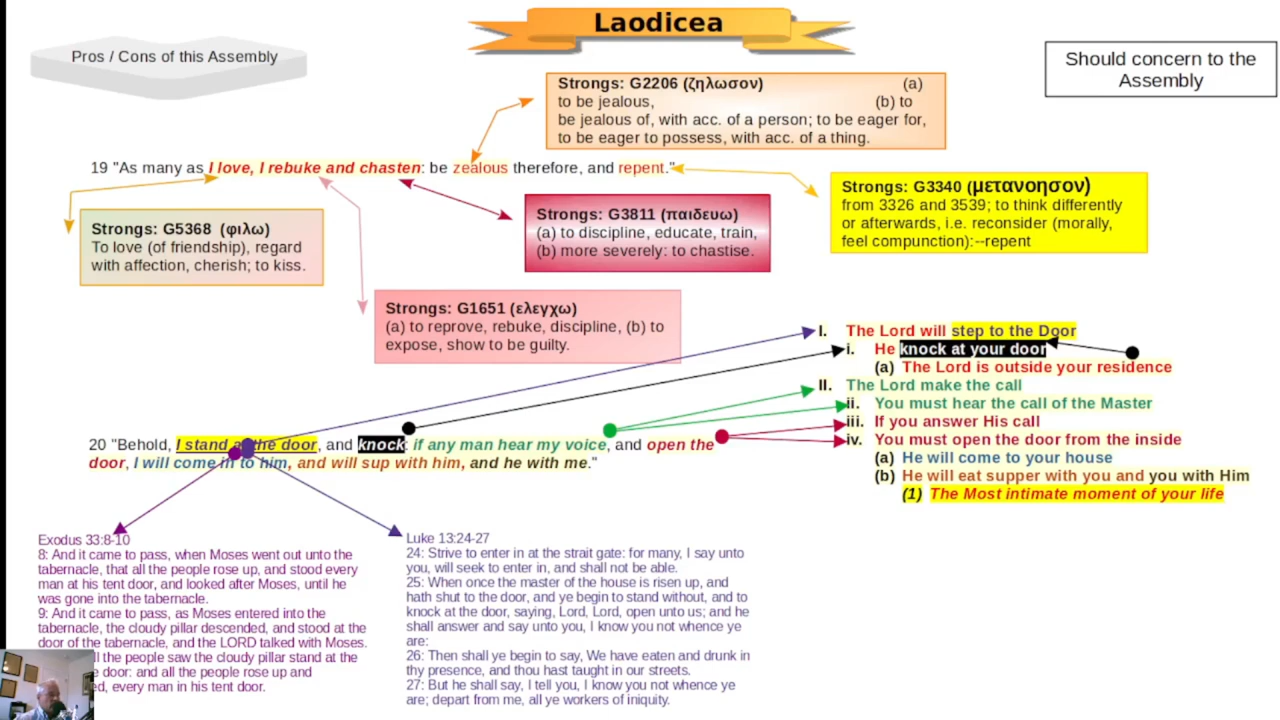 Laodicea
Pros / Cons of this Assembly
Should concern to the
Assembly
Strongs: G2206 (ζηλωσον) (a)
to be jealous, (b) to
be jealous of, with acc. of a person; to be eager for,
to be eager to possess, with acc. of a thing.
19 "As many as I love, I rebuke and chasten: be zealous therefore, and repent."
Strongs: G3340 (μετανοησον)
from 3326 and 3539; to think differently
or afterwards, i.e. reconsider (morally,
feel compunction):--repent
Strongs: G5368 (φιλω)
To love (of friendship), regard
with affection, cherish; to kiss.
Strongs: G3811 (παιδευω)
(a) to discipline, educate, train,
(b) more severely: to chastise.
Strongs: G1651 (ελεγχω)
(a) to reprove, rebuke, discipline, (b) to
expose, show to be guilty.
I. The Lord will step to the Door
i. He knock at your door
(a) The Lord is outside your residence
II. The Lord make the call
ii. You must hear the call of the Master
iii. If you answer His call
iv. You must open the door from the inside
(a) He will come to your house
(b) He will eat supper with you and you with Him
(1) The Most intimate moment of your life
20 "Behold, I stand at the door, and knock: if any man hear my voice, and open the
door, I will come in to him, and will sup with him, and he with me."
Exodus 33:8-10
8: And it came to pass, when Moses went out unto the
tabernacle, that all the people rose up, and stood every
man at his tent door, and looked after Moses, until he
was gone into the tabernacle.
9: And it came to pass, as Moses entered into the
tabernacle, the cloudy pillar descended, and stood at the
door of the tabernacle, and the LORD talked with Moses.
ll the people saw the cloudy pillar stand at the
e door: and all the people rose up and
ed, every man in his tent door.
Luke 13:24-27
24: Strive to enter in at the strait gate: for many, I say unto
you, will seek to enter in, and shall not be able.
25: When once the master of the house is risen up, and
hath shut to the door, and ye begin to stand without, and to
knock at the door, saying, Lord, Lord, open unto us; and he
shall answer and say unto you, I know you not whence ye
are:
26: Then shall ye begin to say, We have eaten and drunk in
thy presence, and thou hast taught in our streets.
27: But he shall say, I tell you, I know you not whence ye
are; depart from me, all ye workers of iniquity.